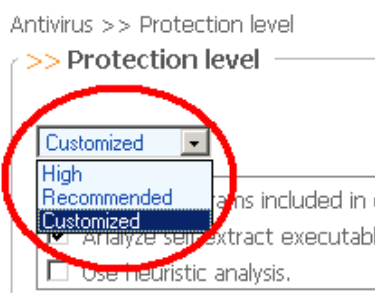 Antivirus >> Protection level
>> Protection level
Customized
High
Recommended
included in
Customized
Analyze self extract
Use heuristic analysis.